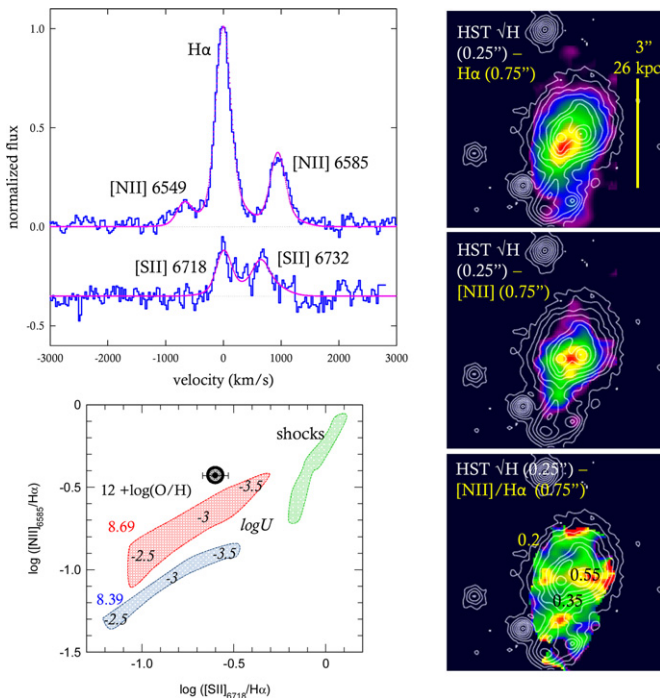 1.0
0.5
0.0
-0.5
normalized flux
Hα
[NII] 6549
[NII] 6585
[SII] 6718
[SII] 6732
-3000
-2000
-1000
0
1000
2000
3000
velocity (km/s)
0
-0.5
-1.0
-1.5
log ([NII]6585/Hα)
shocks
12 +log(O/H)
8.69
-3.5
-3
logU
-2.5
8.39
-3.5
-3
-2.5
-1.0
-0.5
0
log ([SII]6718/Hα)
HST √H
(0.25”) –
Hα (0.75”)
3”
26 kpc
HST √H
(0.25”) –
[NII] (0.75”)
HST √H (0.25”) –
[NII]/Hα (0.75”)
0.2
0.55
0.35